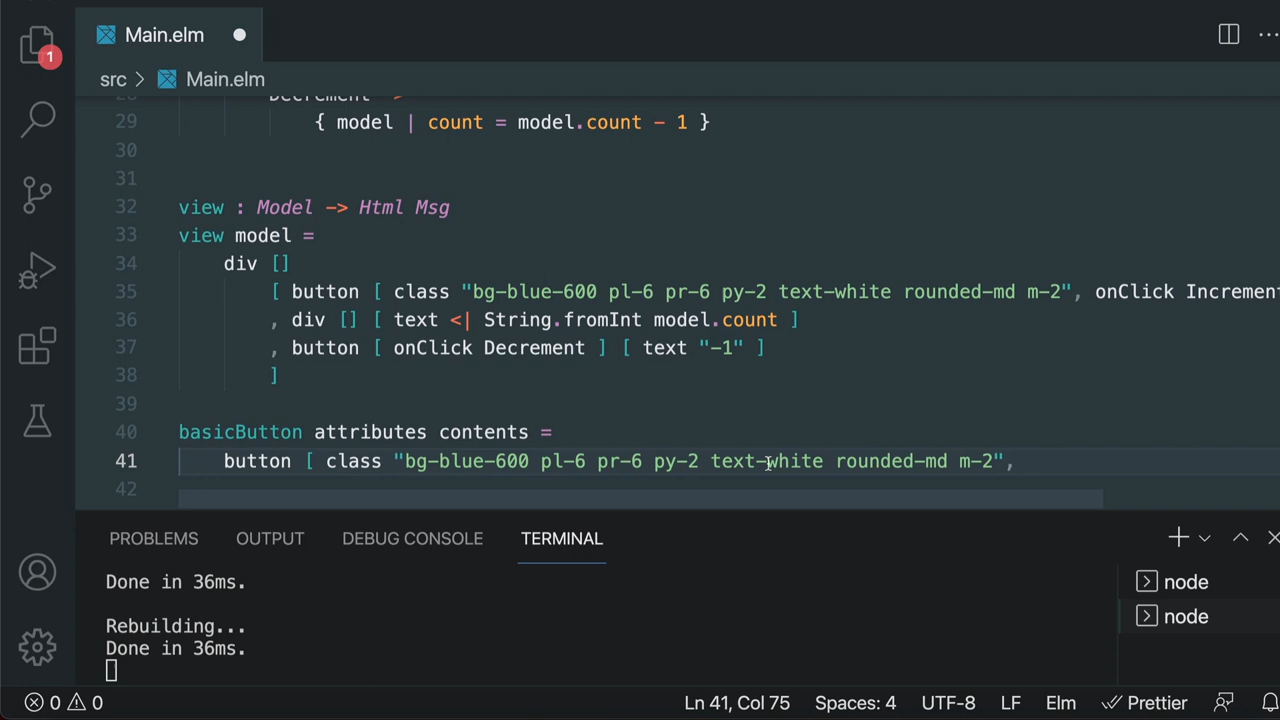 Main.elm
1
src > Main.elm
28 Decrement ->
29 { model | count = model.count - 1 }
30
31
32 view : Model -> Html Msg
33 view model =
34 div []
35 [ button [ class "bg-blue-600 pl-6 pr-6 py-2 text-white rounded-md m-2", onClick Increment
36 , div [] [ text <| String.fromInt model.count ]
37 , button [ onClick Decrement ] [ text "-1" ]
38 ]
39
40 basicButton attributes contents =
41 button [ class "bg-blue-600 pl-6 pr-6 py-2 text-white rounded-md m-2",
42
PROBLEMS OUTPUT DEBUG CONSOLE TERMINAL
Done in 36ms.
Rebuilding...
Done in 36ms.
node
node
0 0 Ln 41, Col 75 Spaces: 4 UTF-8 LF Elm Prettier